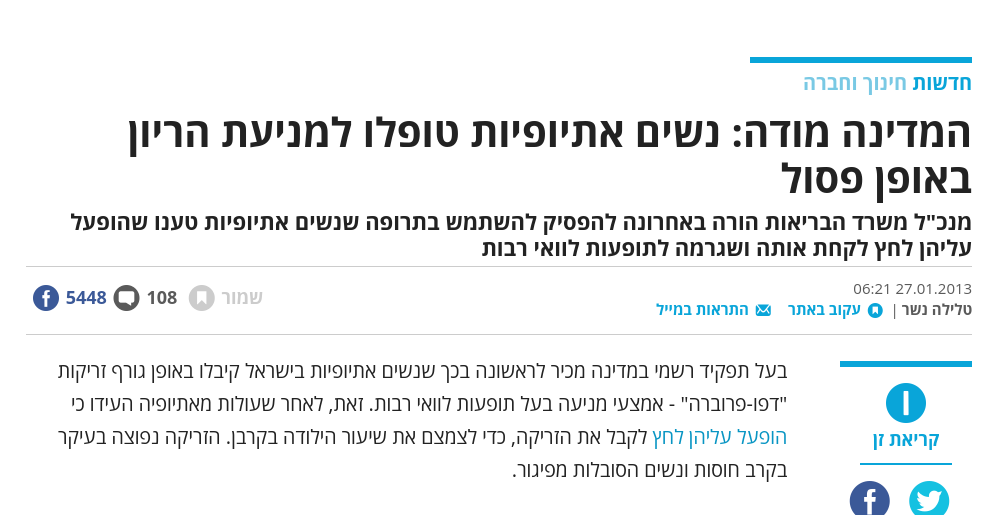 חדשות חינוך וחברה
המדינה מודה: נשים אתיופיות טופלו למניעת הריון
באופן פסול
מנכ"ל משרד הבריאות הורה באחרונה להפסיק להשתמש בתרופה שנשים אתיופיות טענו שהופעל
עליהן לחץ לקחת אותה ושגרמה לתופעות לוואי רבות
27.01.2013 06:21
טלילה נשר | עקוב באתר התראות במייל
שמור 108 5448
בעל תפקיד רשמי במדינה מכיר לראשונה בכך שנשים אתיופיות בישראל קיבלו באופן גורף זריקות
"דפו-פרוברה" - אמצעי מניעה בעל תופעות לוואי רבות. זאת, לאחר שעולות מאתיופיה העידו כי
הופעל עליהן לחץ לקבל את הזריקה, כדי לצמצם את שיעור הילודה בקרבן. הזריקה נפוצה בעיקר
בקרב חוסות ונשים הסובלות מפיגור.
קריאת זן